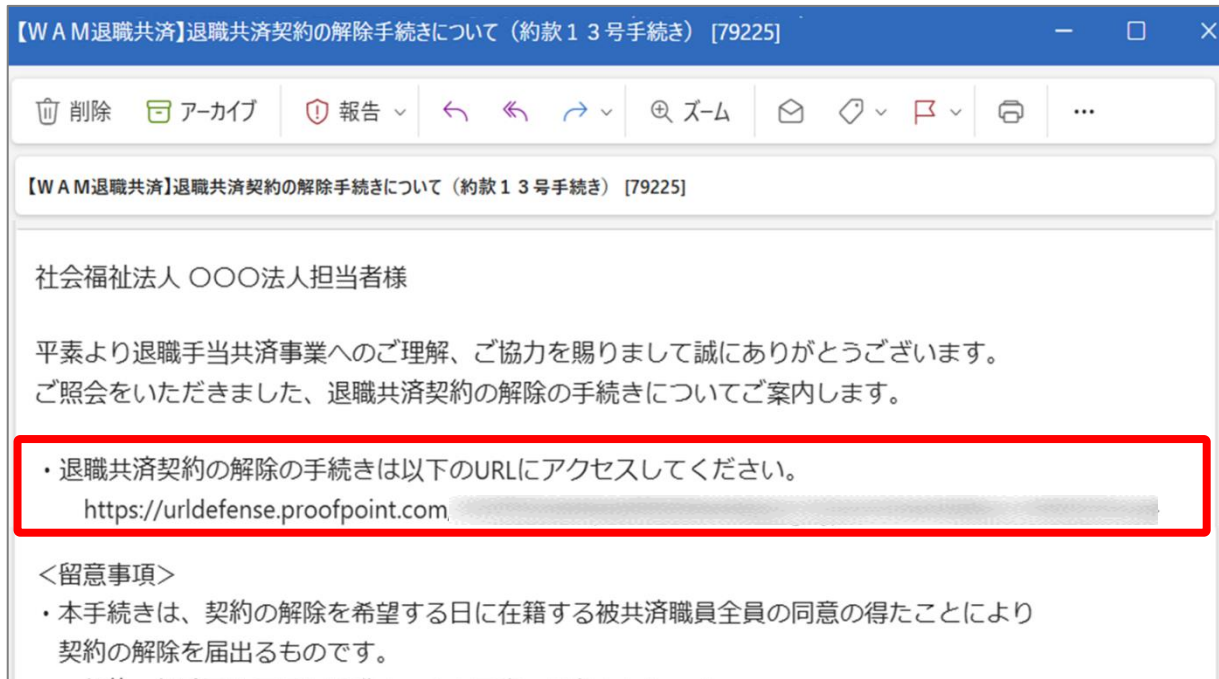 【ＷＡＭ退職共済】退職共済契約の解除手続きについて（約款１３号手続き） [79225]
削除 アーカイブ 報告 ズーム
【ＷＡＭ退職共済】退職共済契約の解除手続きについて（約款１３号手続き） [79225]
社会福祉法人 〇〇〇法人担当者様
平素より退職手当共済事業へのご理解、ご協力を賜りまして誠にありがとうございます。
ご照会をいただきました、退職共済契約の解除の手続きについてご案内します。
・退職共済契約の解除の手続きは以下のURLにアクセスしてください。
https://urldefense.proofpoint.com
＜留意事項＞
・本手続きは、契約の解除を希望する日に在籍する被共済職員全員の同意の得たことにより
契約の解除を届出るものです。